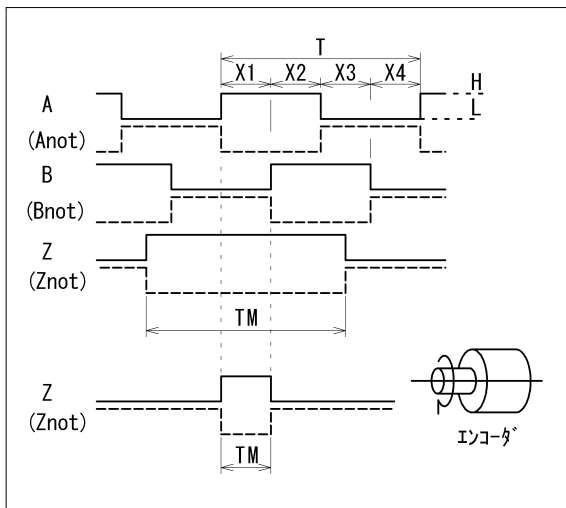 T
X1 X2 X3 X4
H
A
L
(Anot)
B
(Bnot)
Z
(Znot)
TM
Z
(Znot)
TM
ｴﾝｺｰﾀﾞ